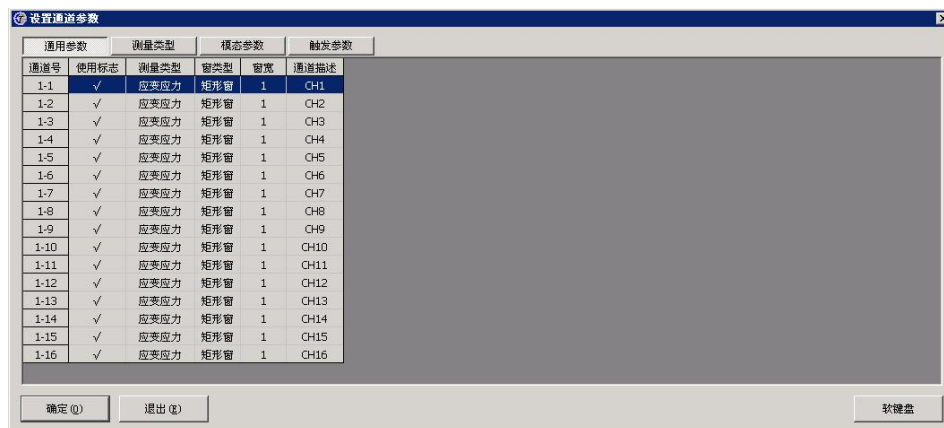 设置通道参数
通用参数 测量类型 模态参数 触发参数
通道号 使用标志 测量类型 窗类型 窗宽 通道描述
1-1 √ 应变应力 矩形窗 1 CH1
1-2 √ 应变应力 矩形窗 1 CH2
1-3 √ 应变应力 矩形窗 1 CH3
1-4 √ 应变应力 矩形窗 1 CH4
1-5 √ 应变应力 矩形窗 1 CH5
1-6 √ 应变应力 矩形窗 1 CH6
1-7 √ 应变应力 矩形窗 1 CH7
1-8 √ 应变应力 矩形窗 1 CH8
1-9 √ 应变应力 矩形窗 1 CH9
1-10 √ 应变应力 矩形窗 1 CH10
1-11 √ 应变应力 矩形窗 1 CH11
1-12 √ 应变应力 矩形窗 1 CH12
1-13 √ 应变应力 矩形窗 1 CH13
1-14 √ 应变应力 矩形窗 1 CH14
1-15 √ 应变应力 矩形窗 1 CH15
1-16 √ 应变应力 矩形窗 1 CH16
确定(O) 退出(E) 软键盘